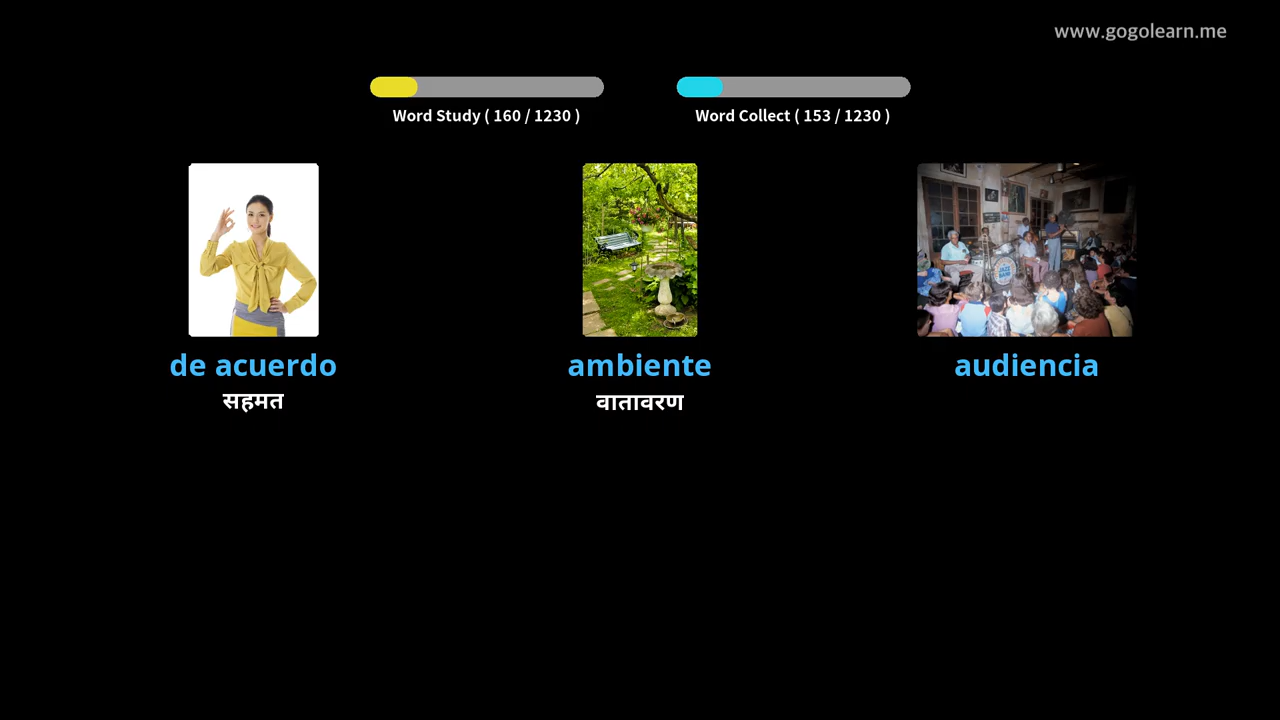 www.gogolearn.me
Word Study ( 160 / 1230 )
Word Collect ( 153 / 1230 )
de acuerdo
ambiente
audiencia
सहमत
वातावरण